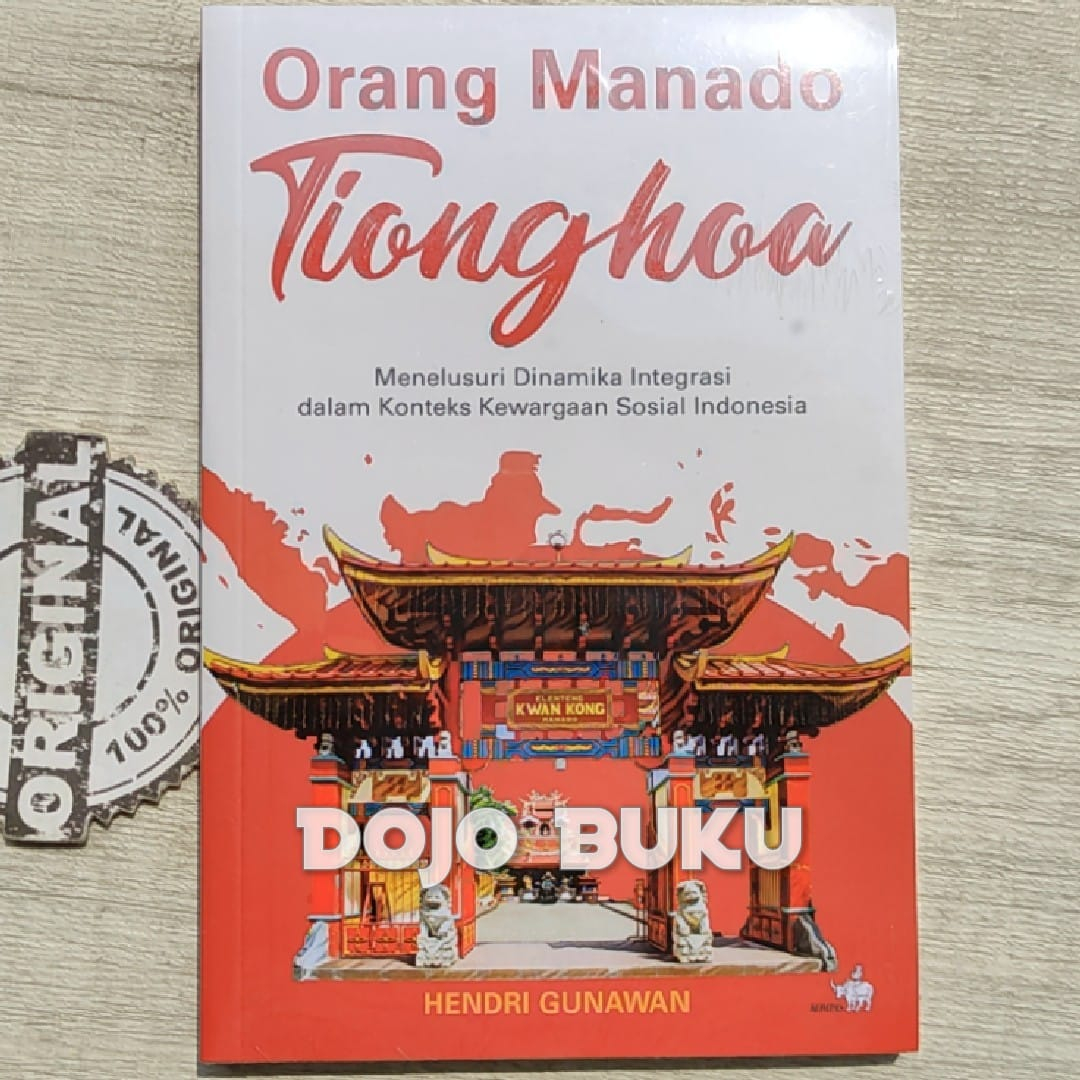 Orang Manado
Tionghoa
Menelusuri Dinamika Integrasi
dalam Konteks Kewargaan Sosial Indonesia
ORIGINAL
ORIGINAL
100% ORIGINAL
KLENTENG
KWAN KONG
MANADO
DOJO BUKU
HENDRI GUNAWAN